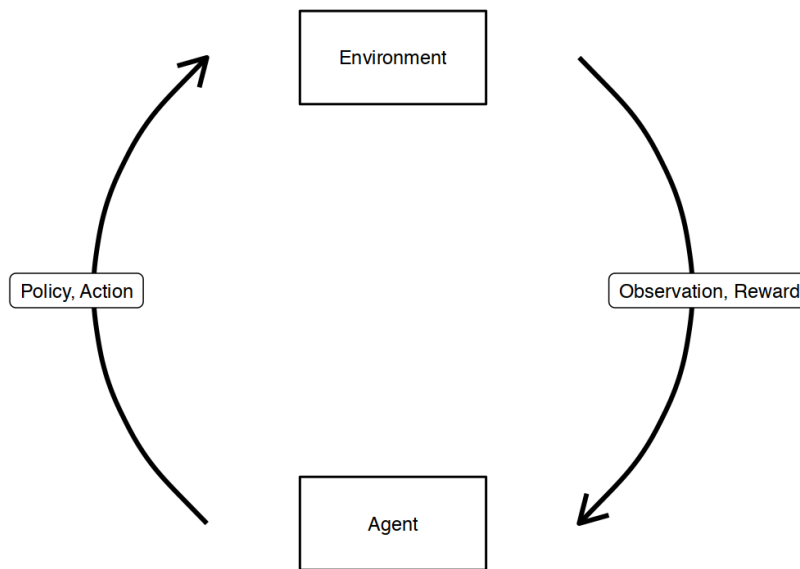 Environment
Policy, Action
Observation, Reward
Agent